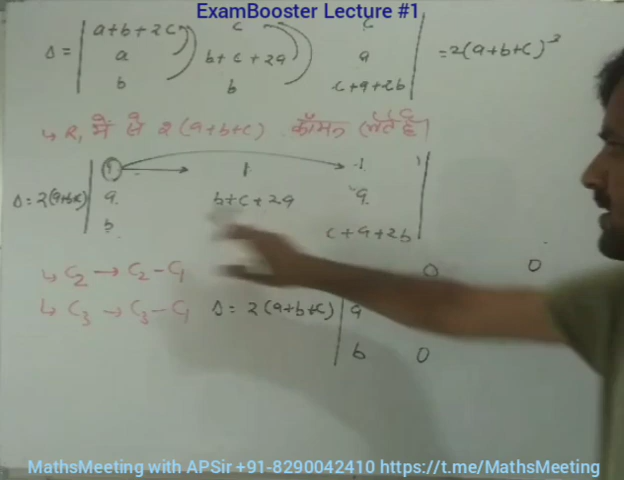 ExamBooster Lecture #1
a+b+2c c c
Δ = a b+c+2a a = 2(a+b+c)³
b b c+a+2b
↳ R₁ में से 2(a+b+c) कॉमन लेते है।
1 1 1
Δ = 2(a+b+c) a b+c+2a a
b c+a+2b
↳ C₂ → C₂-C₁ 0 0
↳ C₃ → C₃-C₁ Δ = 2(a+b+c) a
b 0
MathsMeeting with APSir +91-8290042410 https://t.me/MathsMeeting